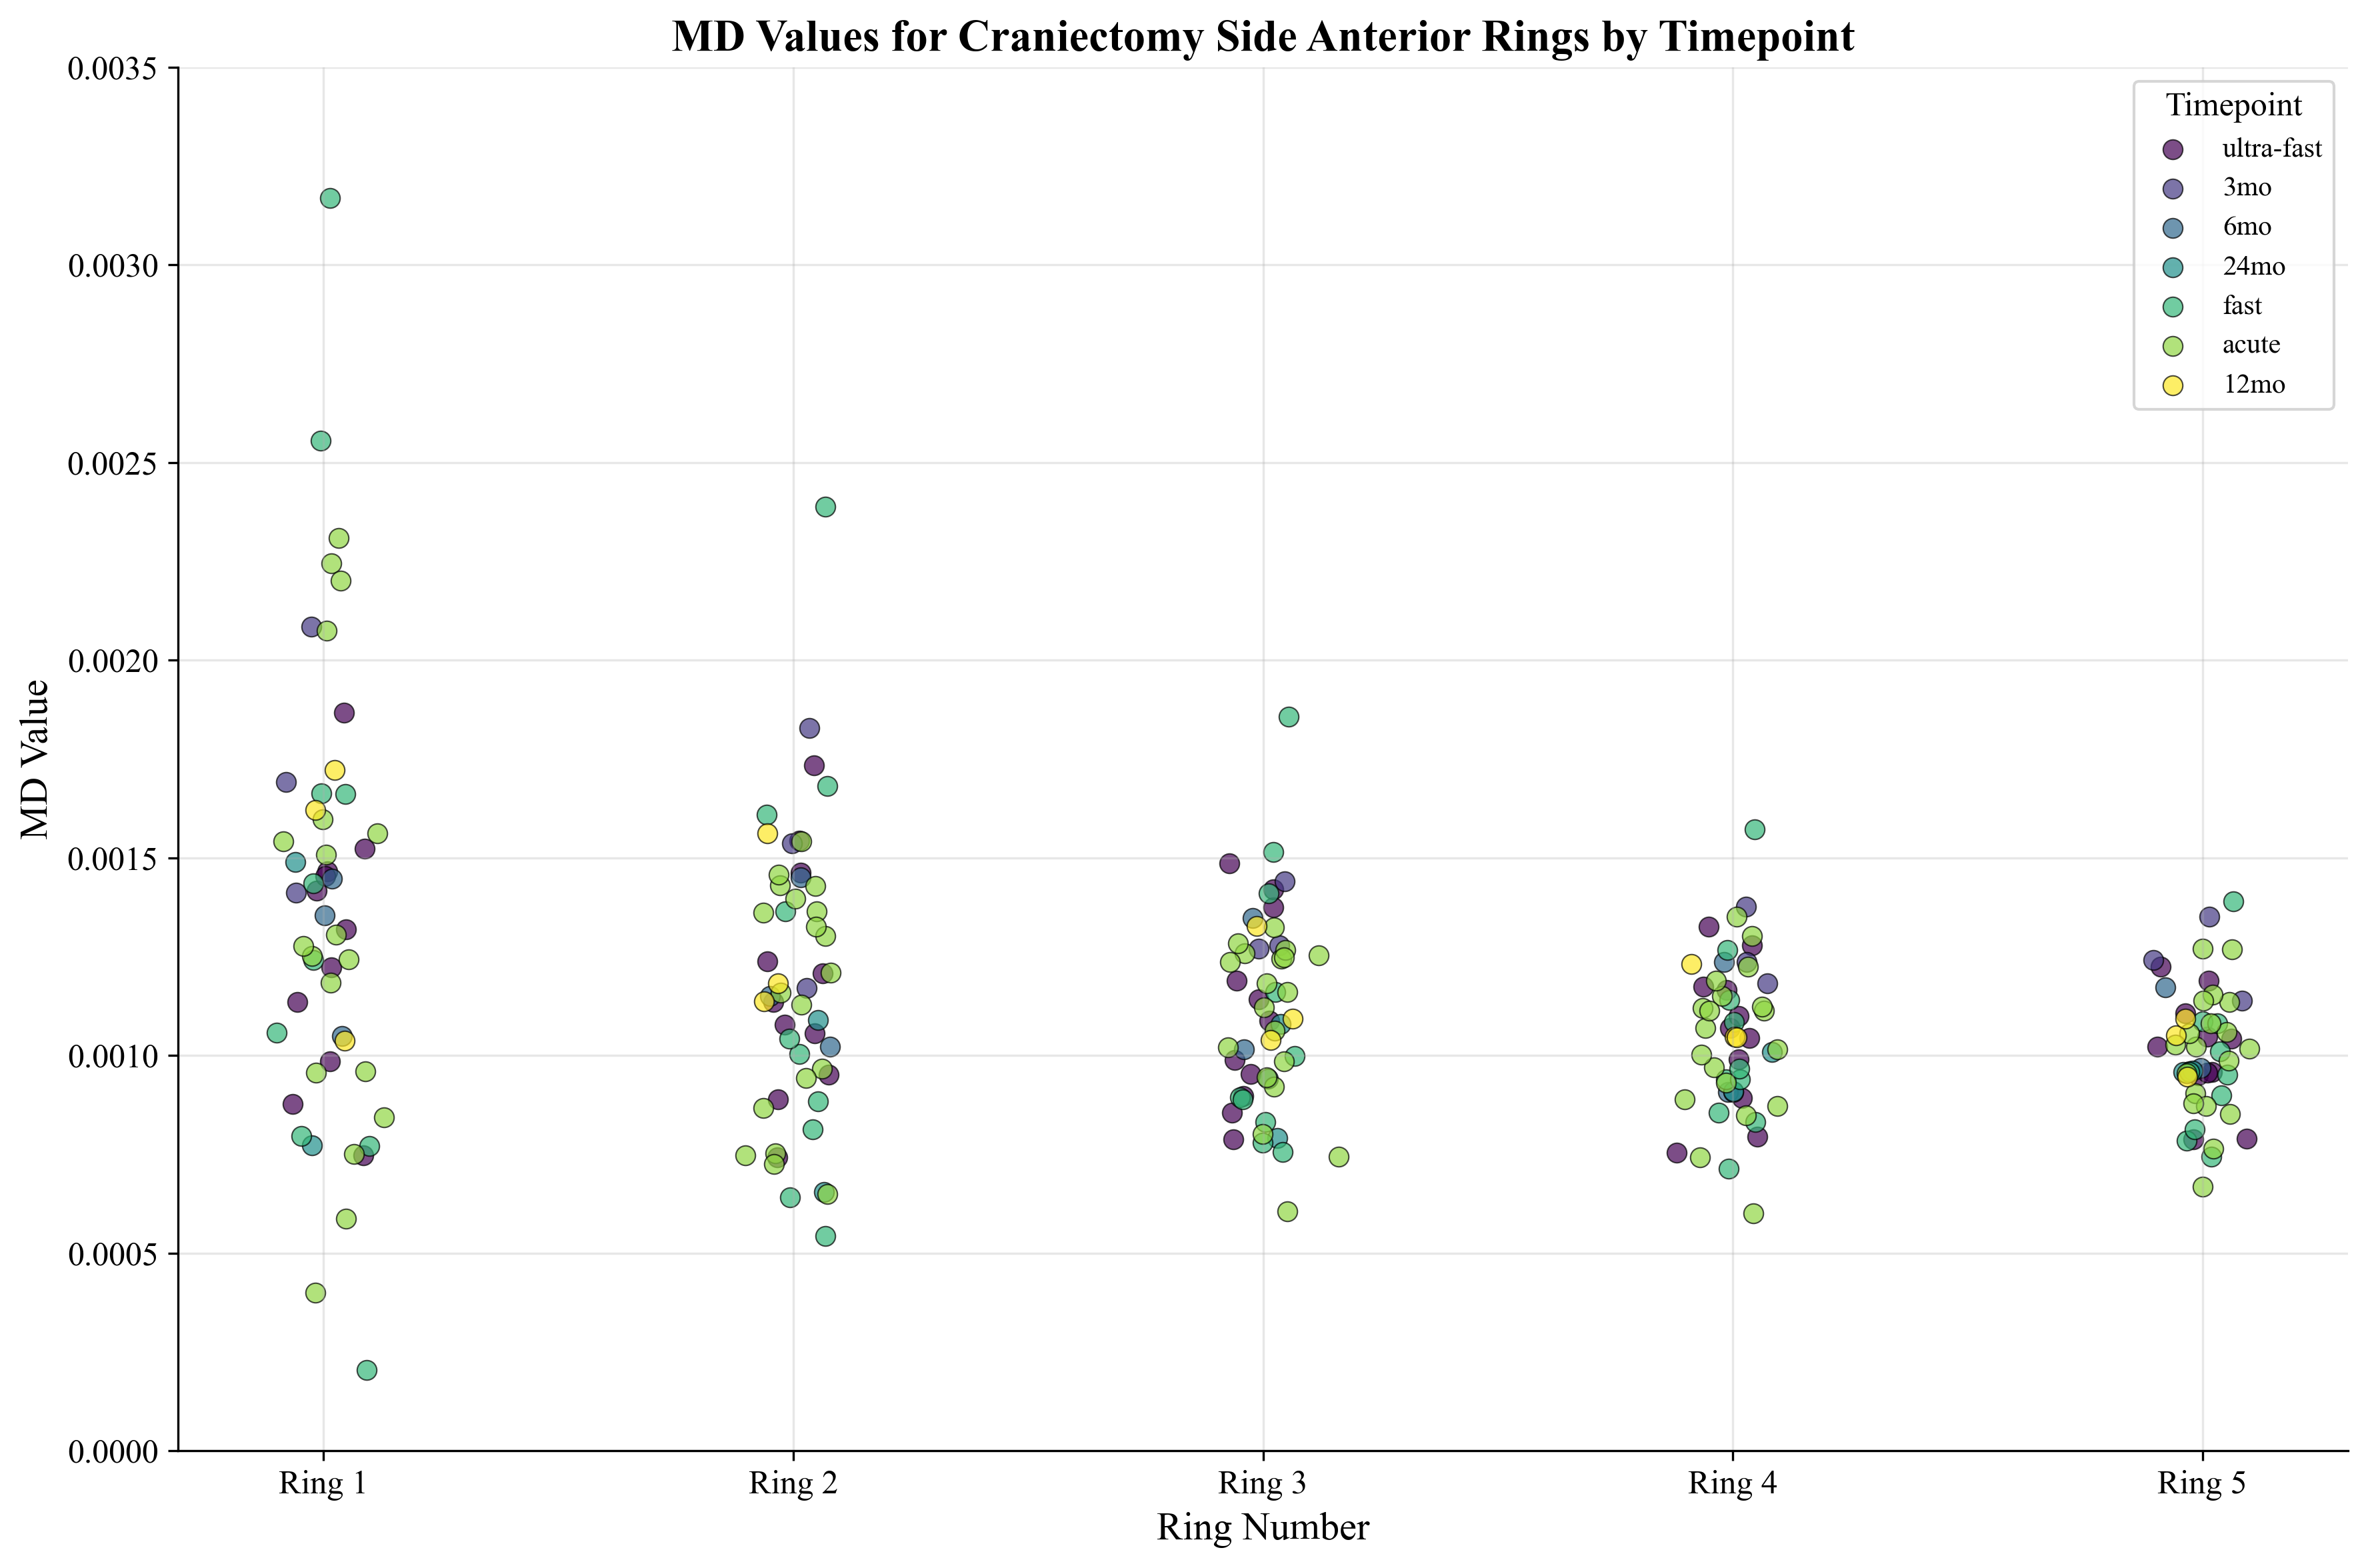 MD Values for Craniectomy Side Anterior Rings by Timepoint
0.0035
0.0030
0.0025
0.0020
0.0015
0.0010
0.0005
0.0000
MD Value
Timepoint
ultra-fast
3mo
6mo
24mo
fast
acute
12mo
Ring 1
Ring 2
Ring 3
Ring 4
Ring 5
Ring Number